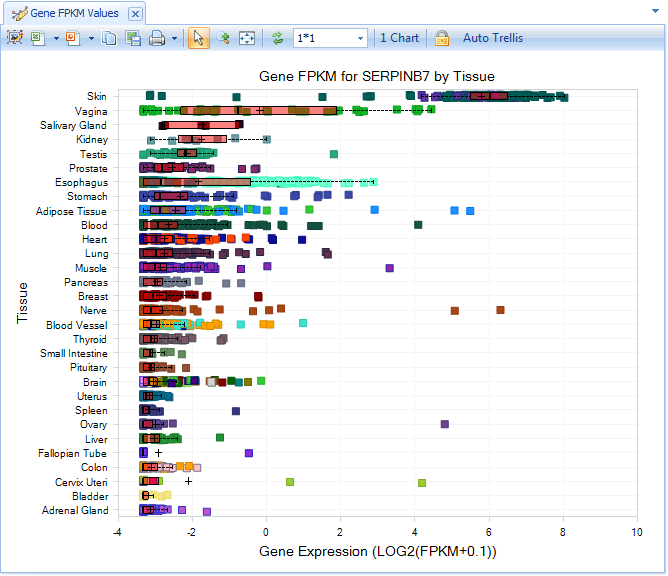 Gene FPKM Values
1*1
1 Chart
Auto Trellis
Gene FPKM for SERPINB7 by Tissue
Tissue
Skin
Vagina
Salivary Gland
Kidney
Testis
Prostate
Esophagus
Stomach
Adipose Tissue
Blood
Heart
Lung
Muscle
Pancreas
Breast
Nerve
Blood Vessel
Thyroid
Small Intestine
Pituitary
Brain
Uterus
Spleen
Ovary
Liver
Fallopian Tube
Colon
Cervix Uteri
Bladder
Adrenal Gland
-4 -2 0 2 4 6 8 10
Gene Expression (LOG2(FPKM+0.1))